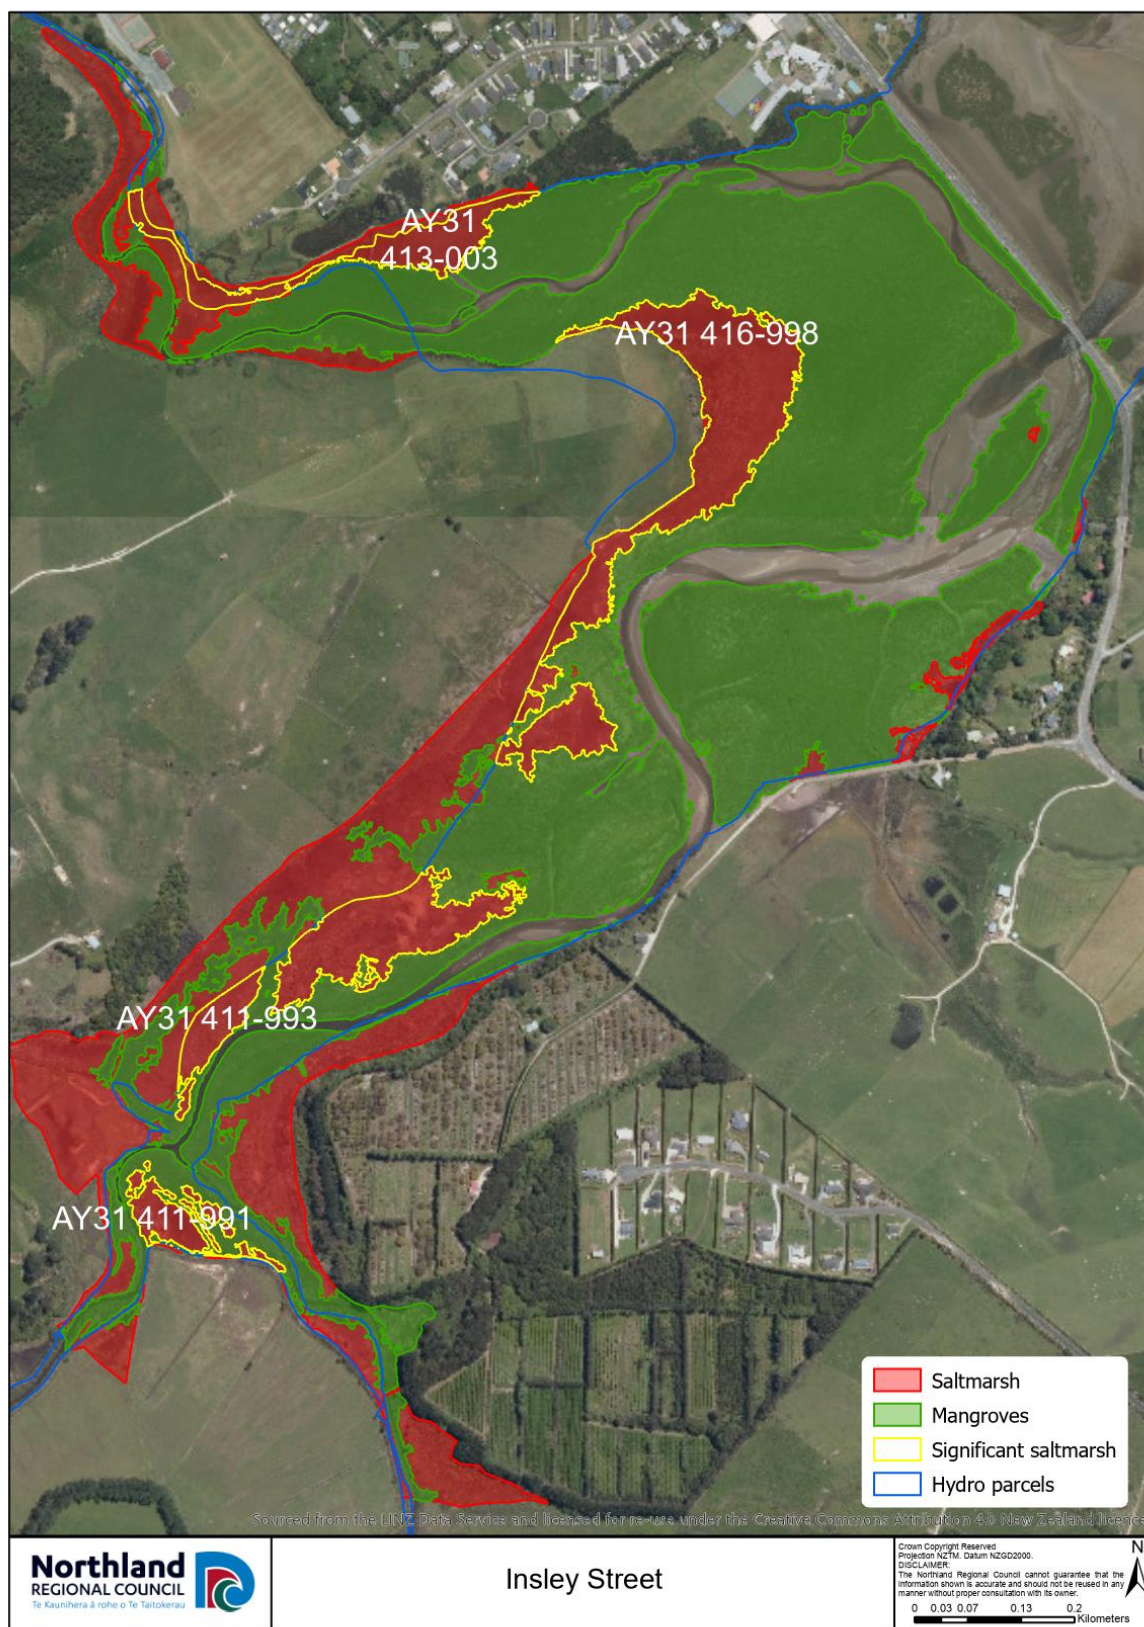 AY31
413-003
AY31 416-998
AY31 411-993
AY31 411-991
Saltmarsh
Mangroves
Significant saltmarsh
Hydro parcels
Sourced from the LINZ Data Service and licensed for re-use under the Creative Commons Attribution 4.0 New Zealand licence
Northland
REGIONAL COUNCIL
Te Kaunihera ā rohe o Te Taitokerau
Insley Street
Crown Copyright Reserved
Projection NZTM. Datum NZGD2000.
DISCLAIMER:
The Northland Regional Council cannot guarantee that the
information shown is accurate and should not be reused in any
manner without proper consultation with its owner.
N
0 0.03 0.07 0.13 0.2
Kilometers